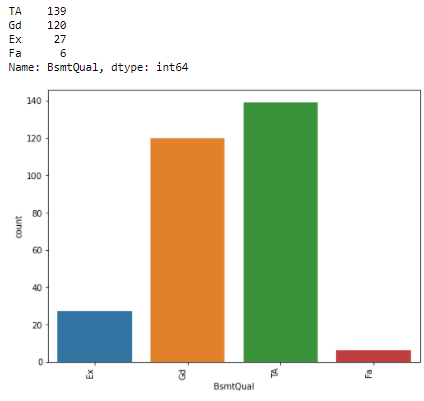 TA    139
Gd    120
Ex     27
Fa      6
Name: BsmtQual, dtype: int64
140
120
100
80
60
40
20
0
count
Ex
Gd
TA
Fa
BsmtQual